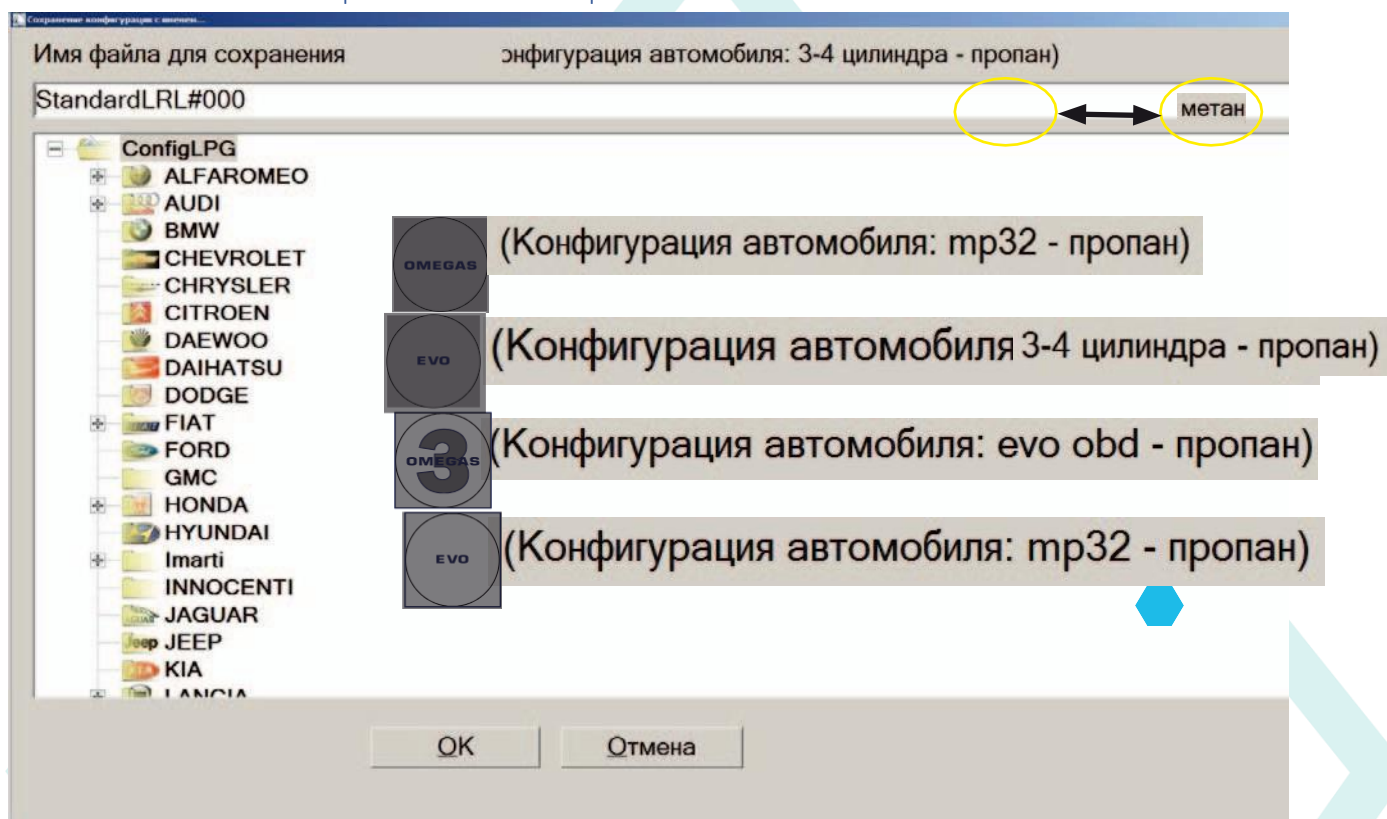 Сохранение конфигурации с именем...
Имя файла для сохранения
энфигурация автомобиля: 3-4 цилиндра - пропан)
StandardLRL#000
метан
ConfigLPG
ALFAROMEO
AUDI
BMW
CHEVROLET
CHRYSLER
CITROEN
DAEWOO
DAIHATSU
DODGE
FIAT
FORD
GMC
HONDA
HYUNDAI
Imarti
INNOCENTI
JAGUAR
Jeep JEEP
KIA
LANCIA
OMEGAS
(Конфигурация автомобиля: mp32 - пропан)
EVO
(Конфигурация автомобиля 3-4 цилиндра - пропан)
3
OMEGAS
(Конфигурация автомобиля: evo obd - пропан)
EVO
(Конфигурация автомобиля: mp32 - пропан)
OK
Отмена